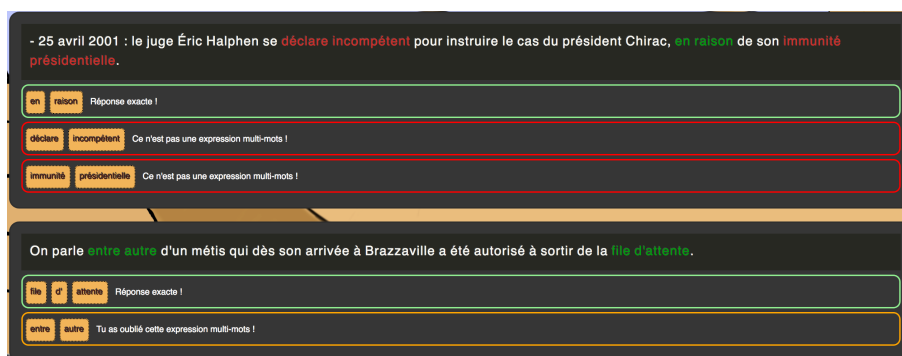 - 25 avril 2001 : le juge Éric Halphen se déclare incompétent pour instruire le cas du président Chirac, en raison de son immunité
présidentielle.
en raison Réponse exacte !
déclare incompétent Ce n'est pas une expression multi-mots !
immunité présidentielle Ce n'est pas une expression multi-mots !
On parle entre autre d'un métis qui dès son arrivée à Brazzaville a été autorisé à sortir de la file d'attente.
file d' attente Réponse exacte !
entre autre Tu as oublié cette expression multi-mots !